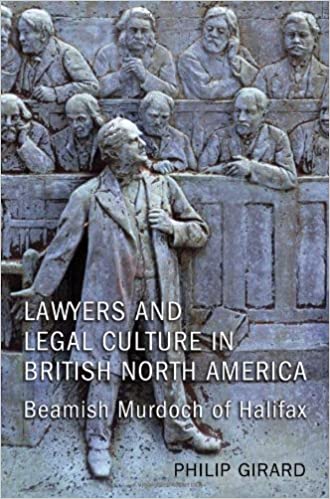 LAWYERS AND
LEGAL CULTURE IN
BRITISH NORTH AMERICA
Beamish Murdoch of Halifax
PHILIP GIRARD